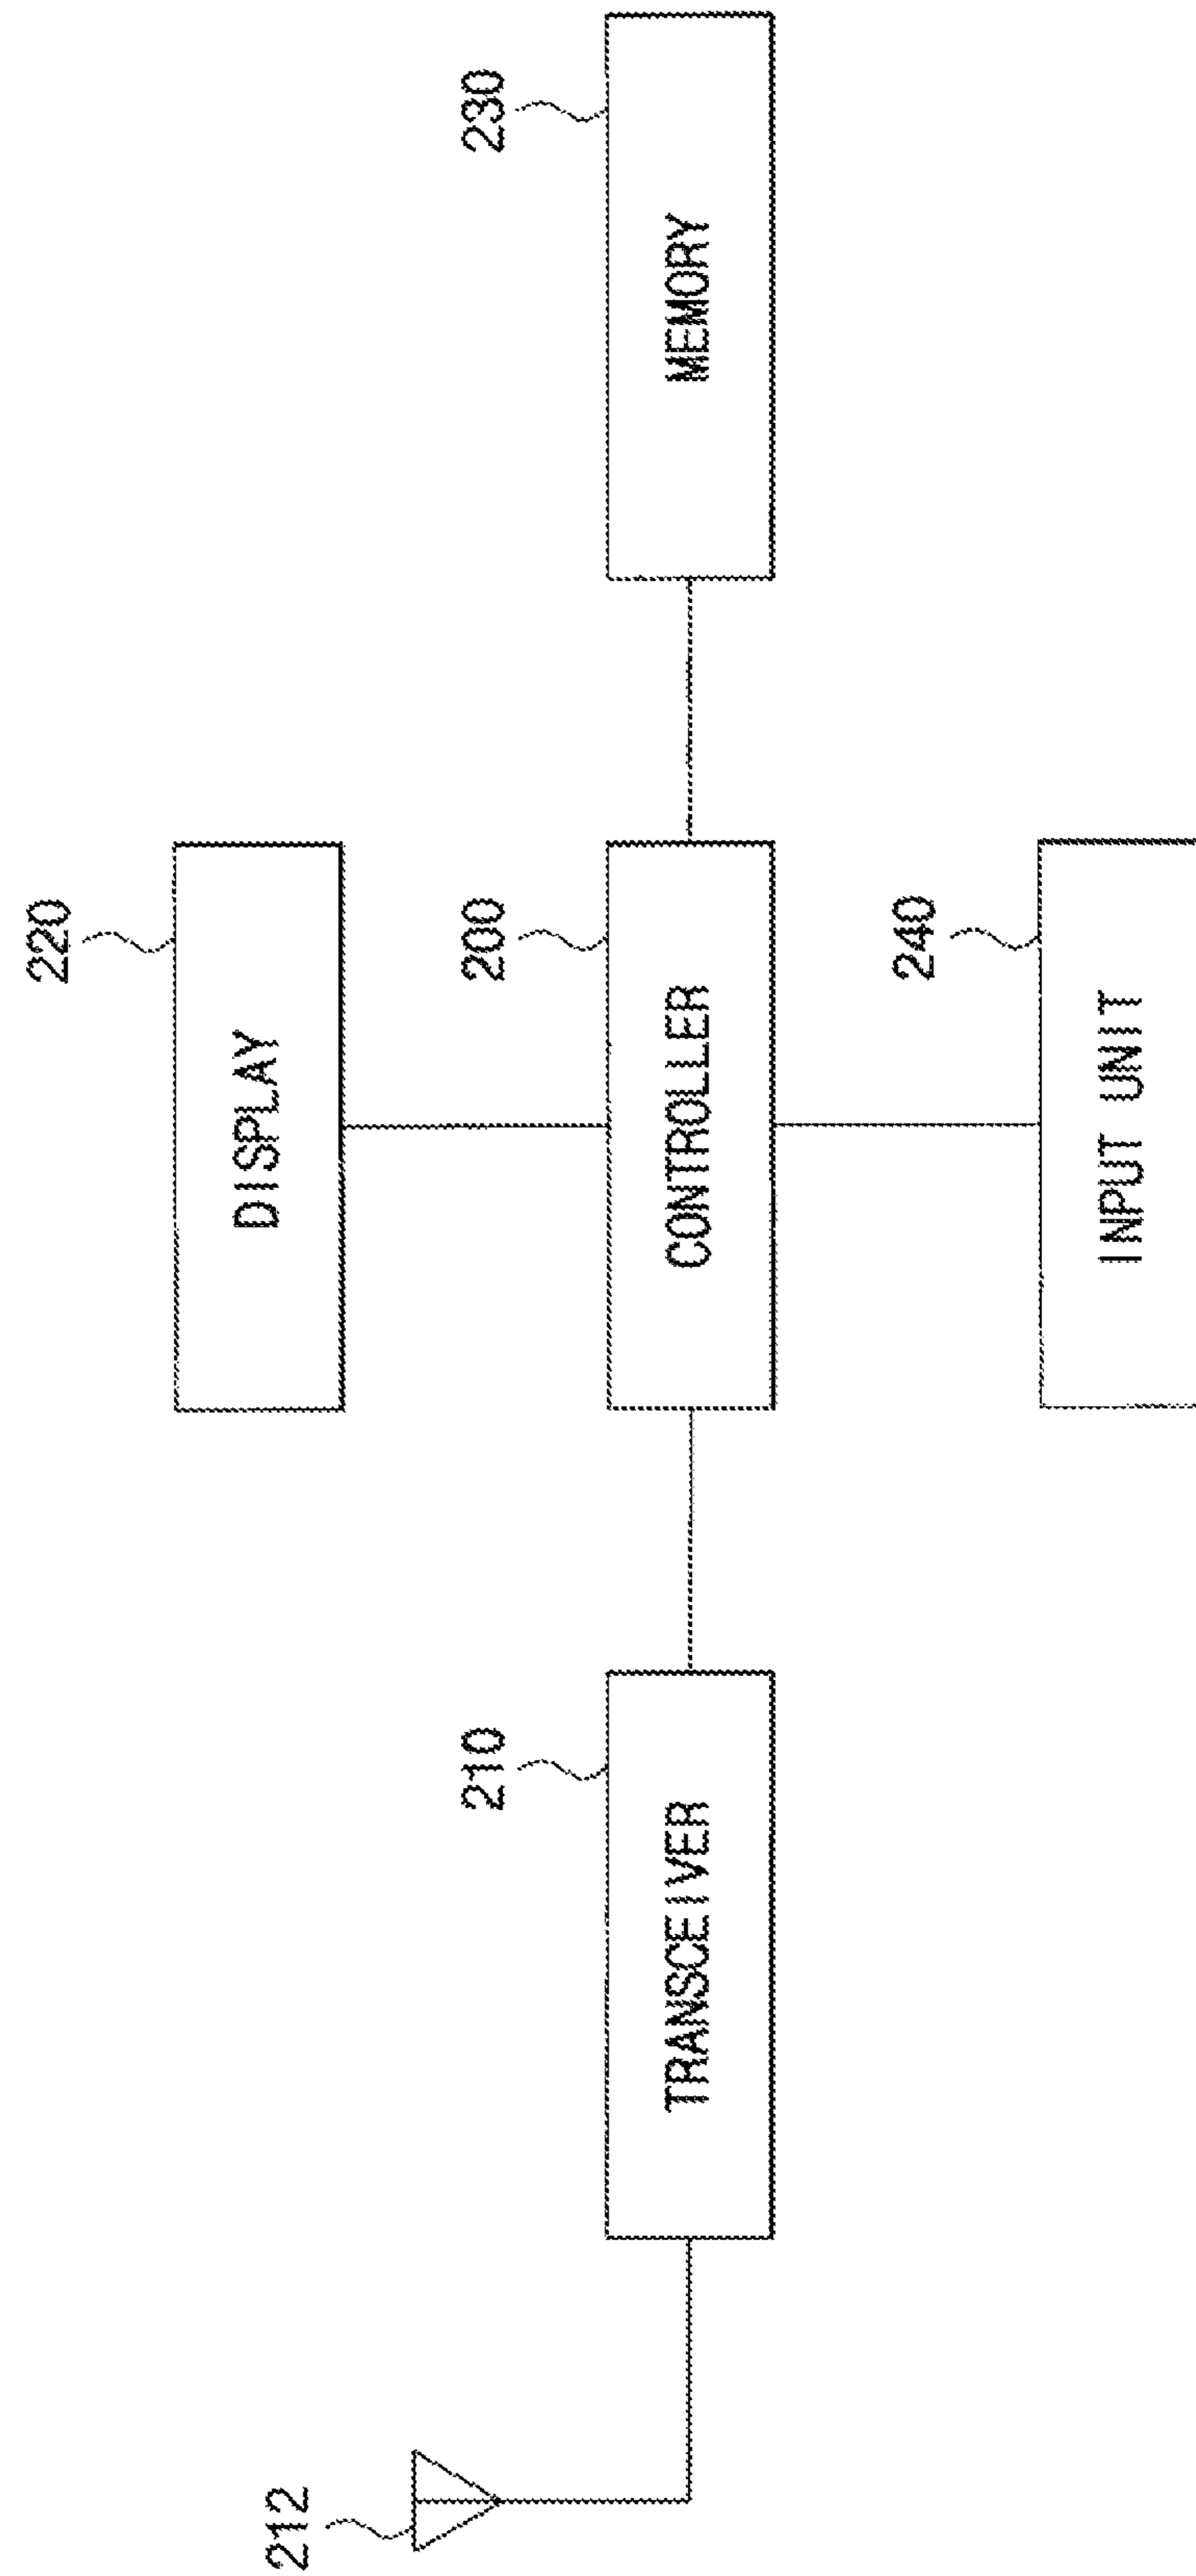 220
DISPLAY
212
210
200
230
TRANSCEIVER
CONTROLLER
MEMORY
240
INPUT UNIT